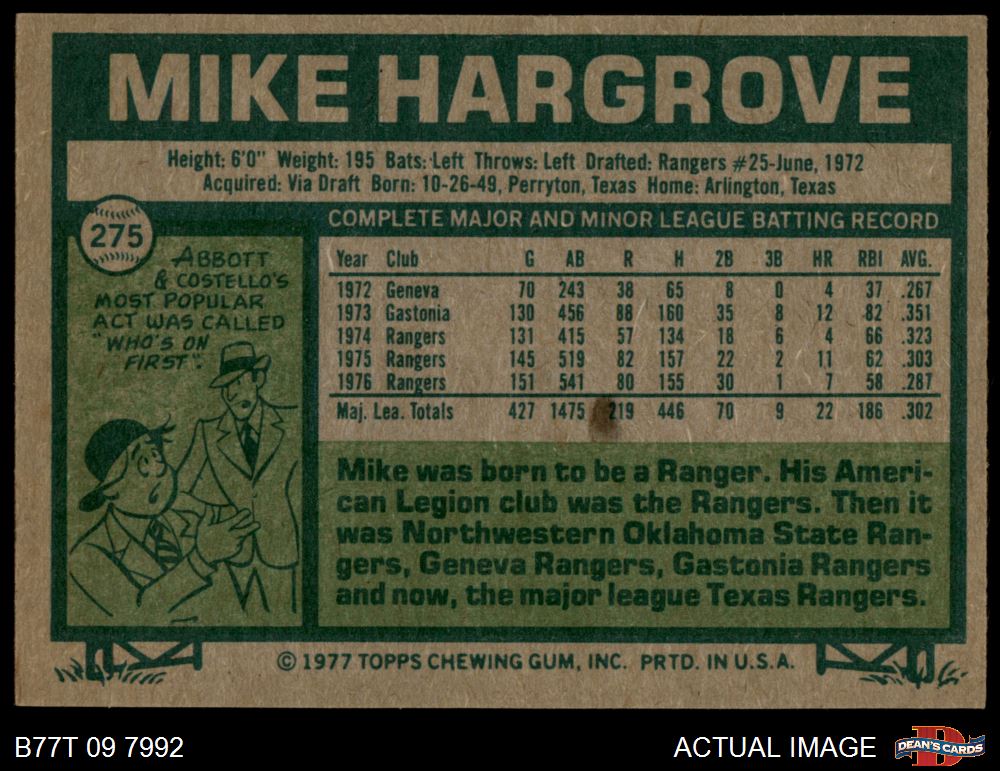 MIKE HARGROVE
Height: 6'0" Weight: 195 Bats: Left Throws: Left Drafted: Rangers #25-June, 1972
Acquired: Via Draft Born: 10-26-49, Perryton, Texas Home: Arlington, Texas
275
ABBOTT
& COSTELLO'S
MOST POPULAR
ACT WAS CALLED
"WHO'S ON
FIRST".
COMPLETE MAJOR AND MINOR LEAGUE BATTING RECORD
Year Club G AB R H 2B 3B HR RBI AVG.
1972 Geneva 70 243 38 65 8 0 4 37 .267
1973 Gastonia 130 456 88 160 35 8 12 82 .351
1974 Rangers 131 415 57 134 18 6 4 66 .323
1975 Rangers 145 519 82 157 22 2 11 62 .303
1976 Rangers 151 541 80 155 30 1 7 58 .287
Maj. Lea. Totals 427 1475 219 446 70 9 22 186 .302
Mike was born to be a Ranger. His Ameri-
can Legion club was the Rangers. Then it
was Northwestern Oklahoma State Ran-
gers, Geneva Rangers, Gastonia Rangers
and now, the major league Texas Rangers.
© 1977 TOPPS CHEWING GUM, INC. PRTD. IN U.S.A.
B77T 09 7992
ACTUAL IMAGE
D
DEAN'S CARDS